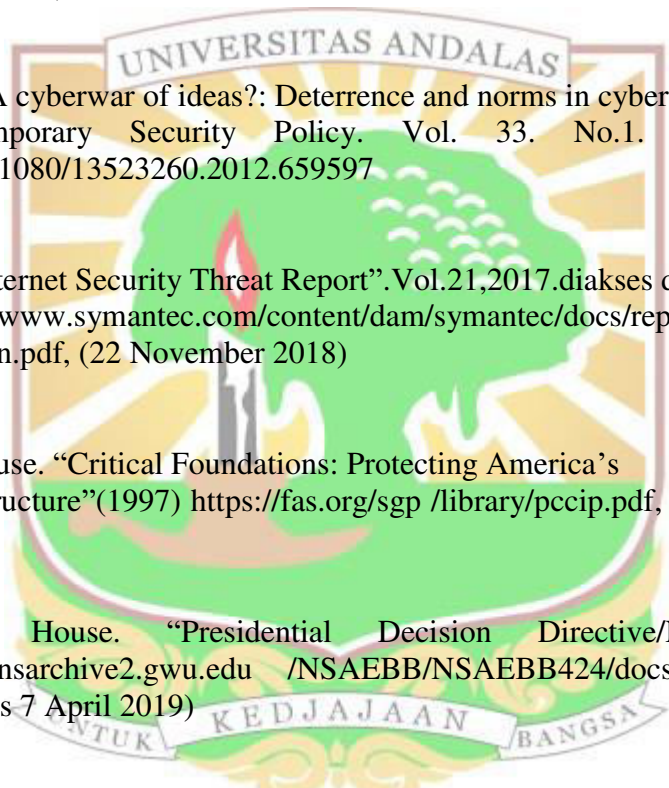 UNIVERSITAS ANDALAS
A cyberwar of ideas?: Deterrence and norms in cyber
mporary Security Policy. Vol. 33. No.1.
1080/13523260.2012.659597
ternet Security Threat Report”.Vol.21,2017.diakses d
www.symantec.com/content/dam/symantec/docs/rep
n.pdf, (22 November 2018)
use. “Critical Foundations: Protecting America’s
ructure”(1997) https://fas.org/sgp /library/pccip.pdf,
House. “Presidential Decision Directive/
nsarchive2.gwu.edu /NSAEBB/NSAEBB424/docs
s 7 April 2019)
UNTUK KEDJAJAAN BANGSA